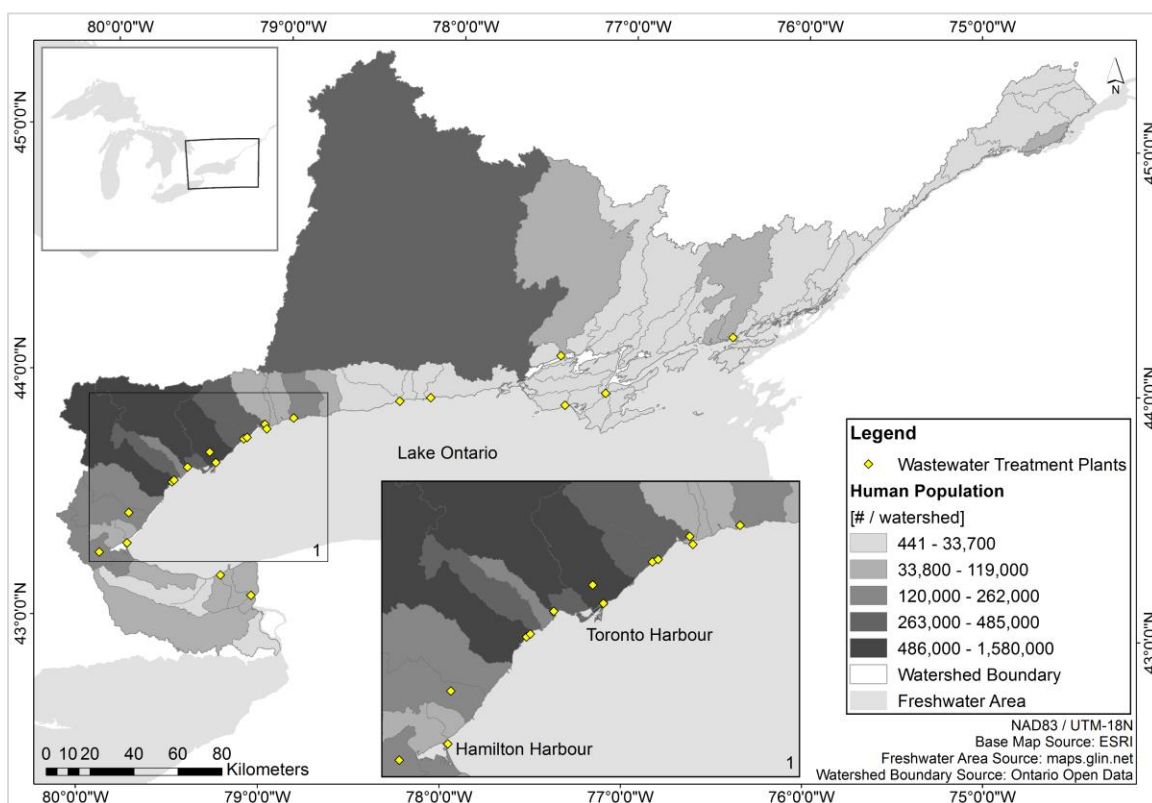 80°0'0"W 79°0'0"W 78°0'0"W 77°0'0"W 76°0'0"W 75°0'0"W
N
45°0'0"N
45°0'0"N
44°0'0"N
44°0'0"N
43°0'0"N
43°0'0"N
Lake Ontario
1
Toronto Harbour
Hamilton Harbour
1
Legend
Wastewater Treatment Plants
Human Population
[# / watershed]
441 - 33,700
33,800 - 119,000
120,000 - 262,000
263,000 - 485,000
486,000 - 1,580,000
Watershed Boundary
Freshwater Area
NAD83 / UTM-18N
Base Map Source: ESRI
Freshwater Area Source: maps.glin.net
Watershed Boundary Source: Ontario Open Data
0 10 20 40 60 80
Kilometers
80°0'0"W 79°0'0"W 78°0'0"W 77°0'0"W 76°0'0"W 75°0'0"W